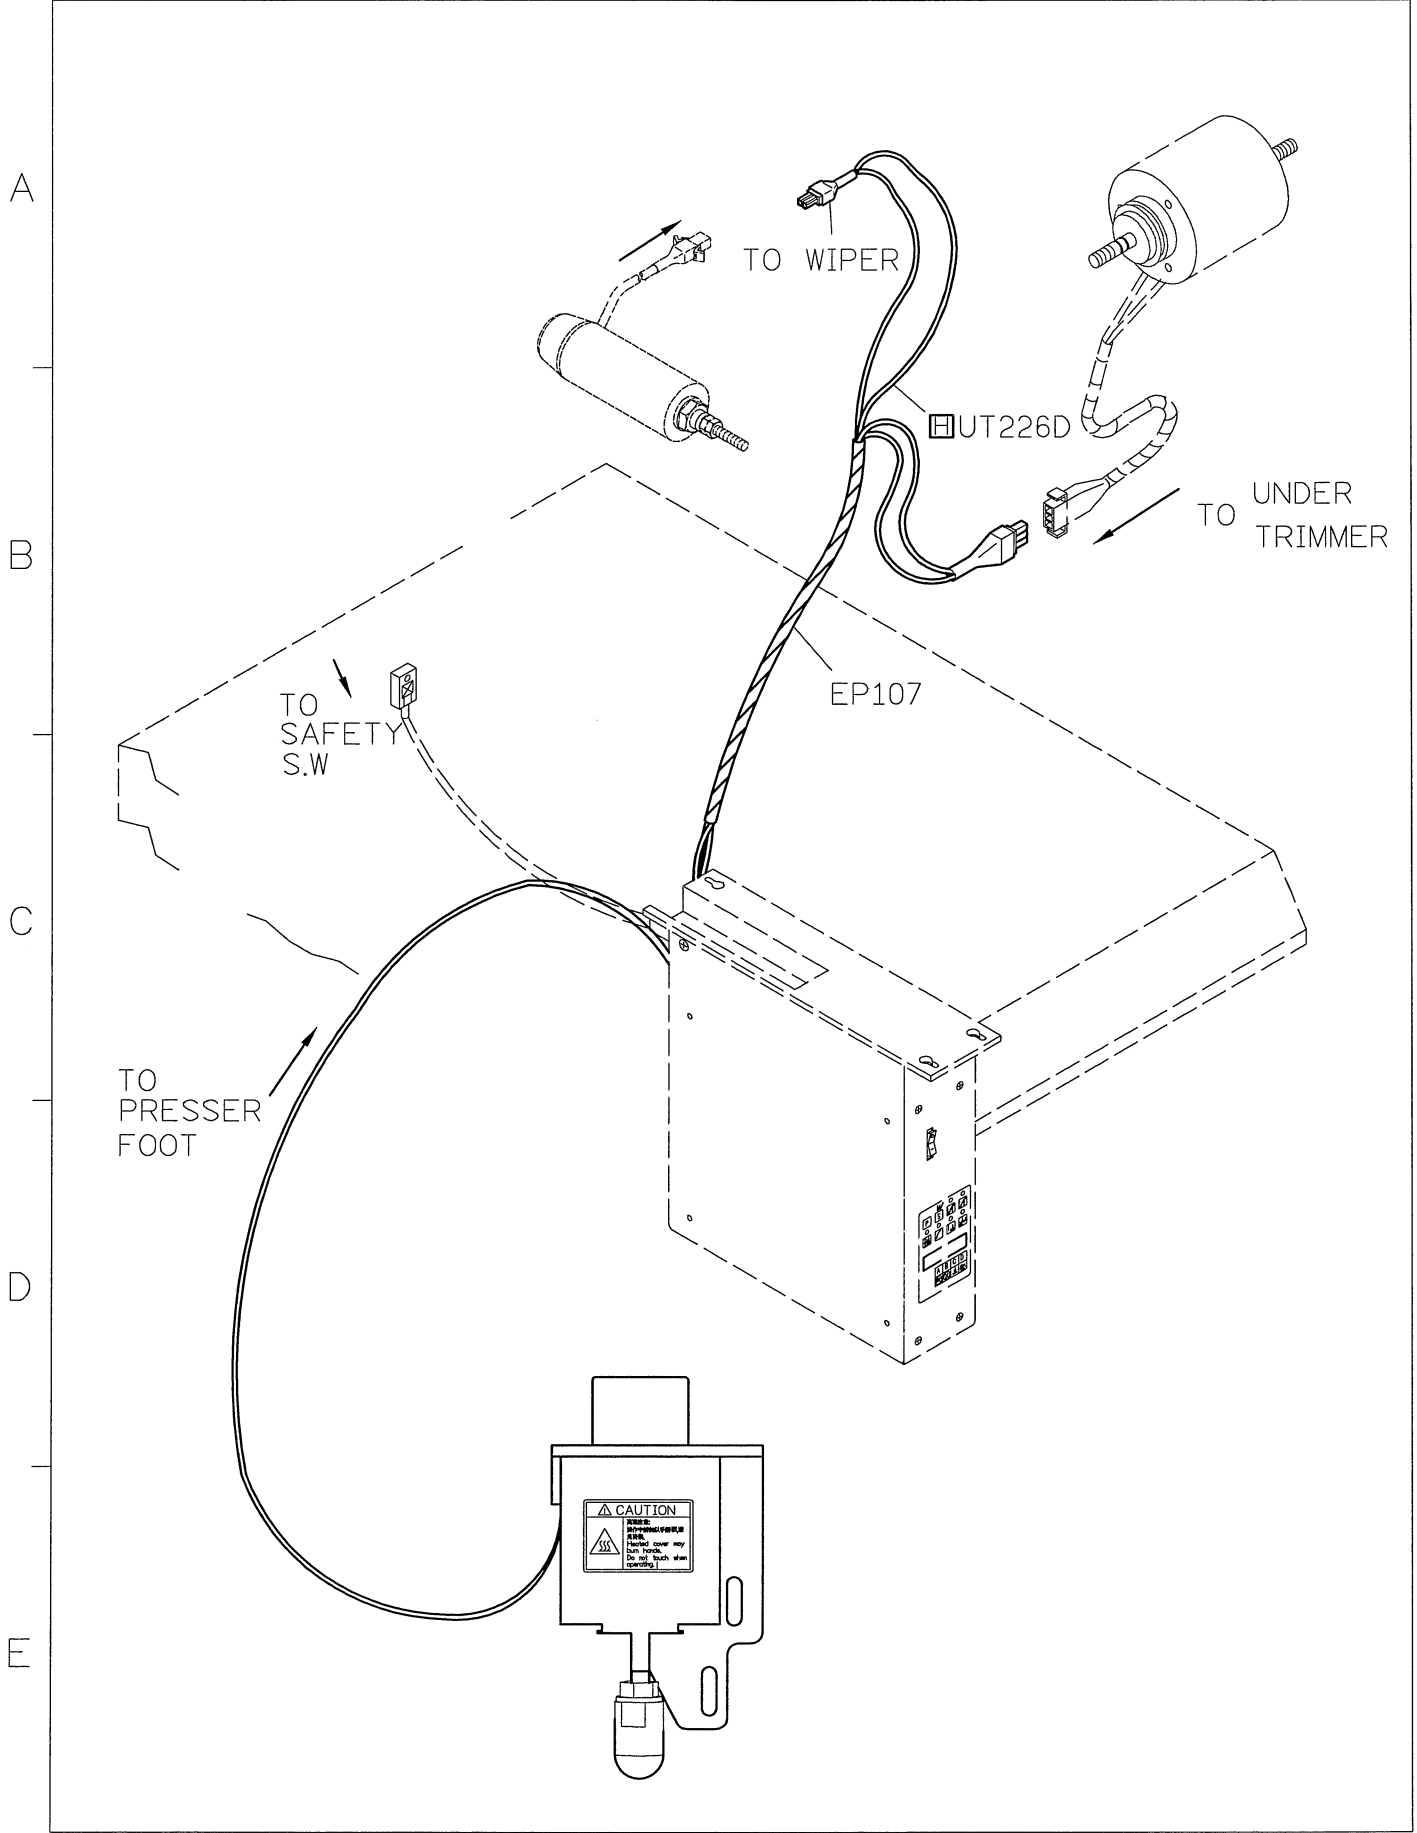 A
TO WIPER
HUT226D
UNDER
TO
TRIMMER
B
EP107
TO
SAFETY
S.W
C
TO
PRESSER
FOOT
D
P
S
A B C D
CAUTION
Heated cover may
burn hands.
Do not touch when
operating.
E